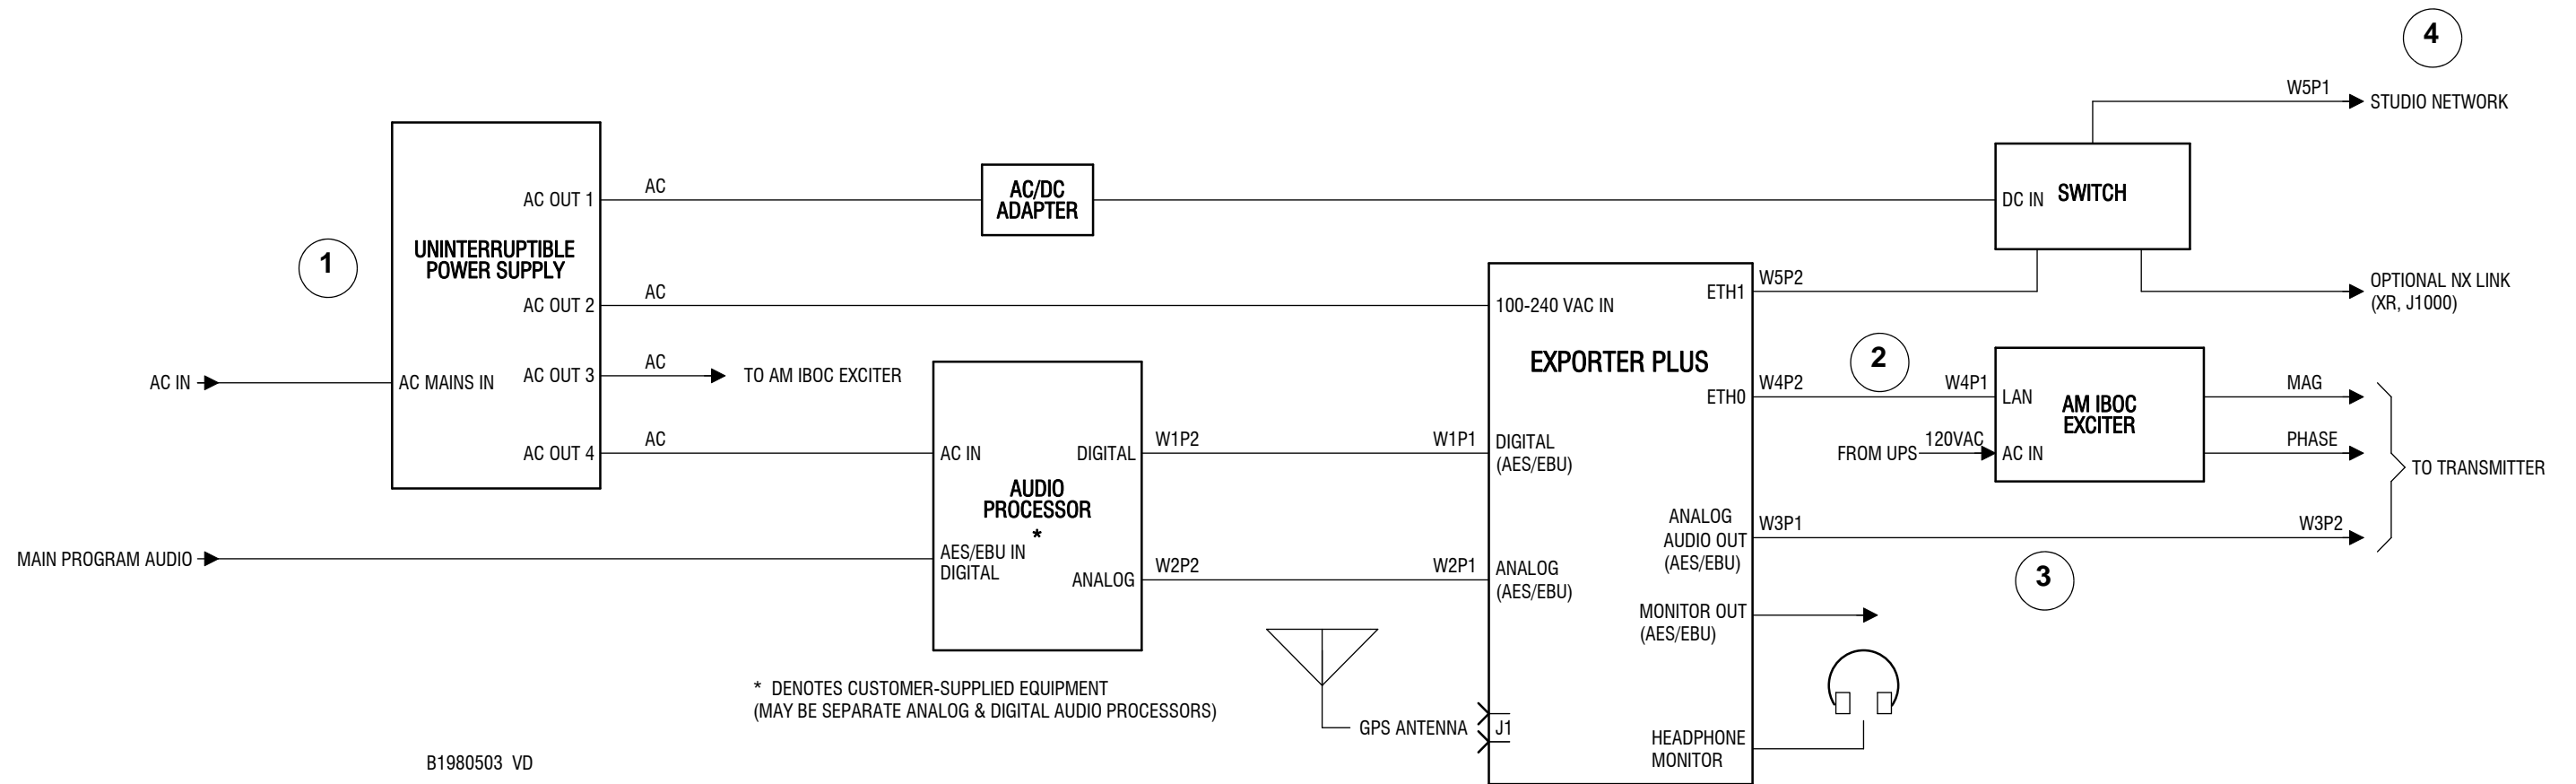 4
W5P1
STUDIO NETWORK
AC OUT 1
AC
AC/DC
ADAPTER
DC IN
SWITCH
1
UNINTERRUPTIBLE
POWER SUPPLY
AC OUT 2
AC
100-240 VAC IN
ETH1
W5P2
OPTIONAL NX LINK
(XR, J1000)
EXPORTER PLUS
2
AC IN
AC MAINS IN
AC OUT 3
AC
TO AM IBOC EXCITER
ETH0
W4P2
W4P1
LAN
AM IBOC
EXCITER
MAG
AC OUT 4
AC
AC IN
DIGITAL
W1P2
W1P1
DIGITAL
(AES/EBU)
FROM UPS
120VAC
AC IN
PHASE
TO TRANSMITTER
AUDIO
PROCESSOR
*
ANALOG
AUDIO OUT
(AES/EBU)
W3P1
W3P2
3
MAIN PROGRAM AUDIO
AES/EBU IN
DIGITAL
ANALOG
W2P2
W2P1
ANALOG
(AES/EBU)
MONITOR OUT
(AES/EBU)
* DENOTES CUSTOMER-SUPPLIED EQUIPMENT
(MAY BE SEPARATE ANALOG & DIGITAL AUDIO PROCESSORS)
GPS ANTENNA
J1
HEADPHONE
MONITOR
B1980503 VD